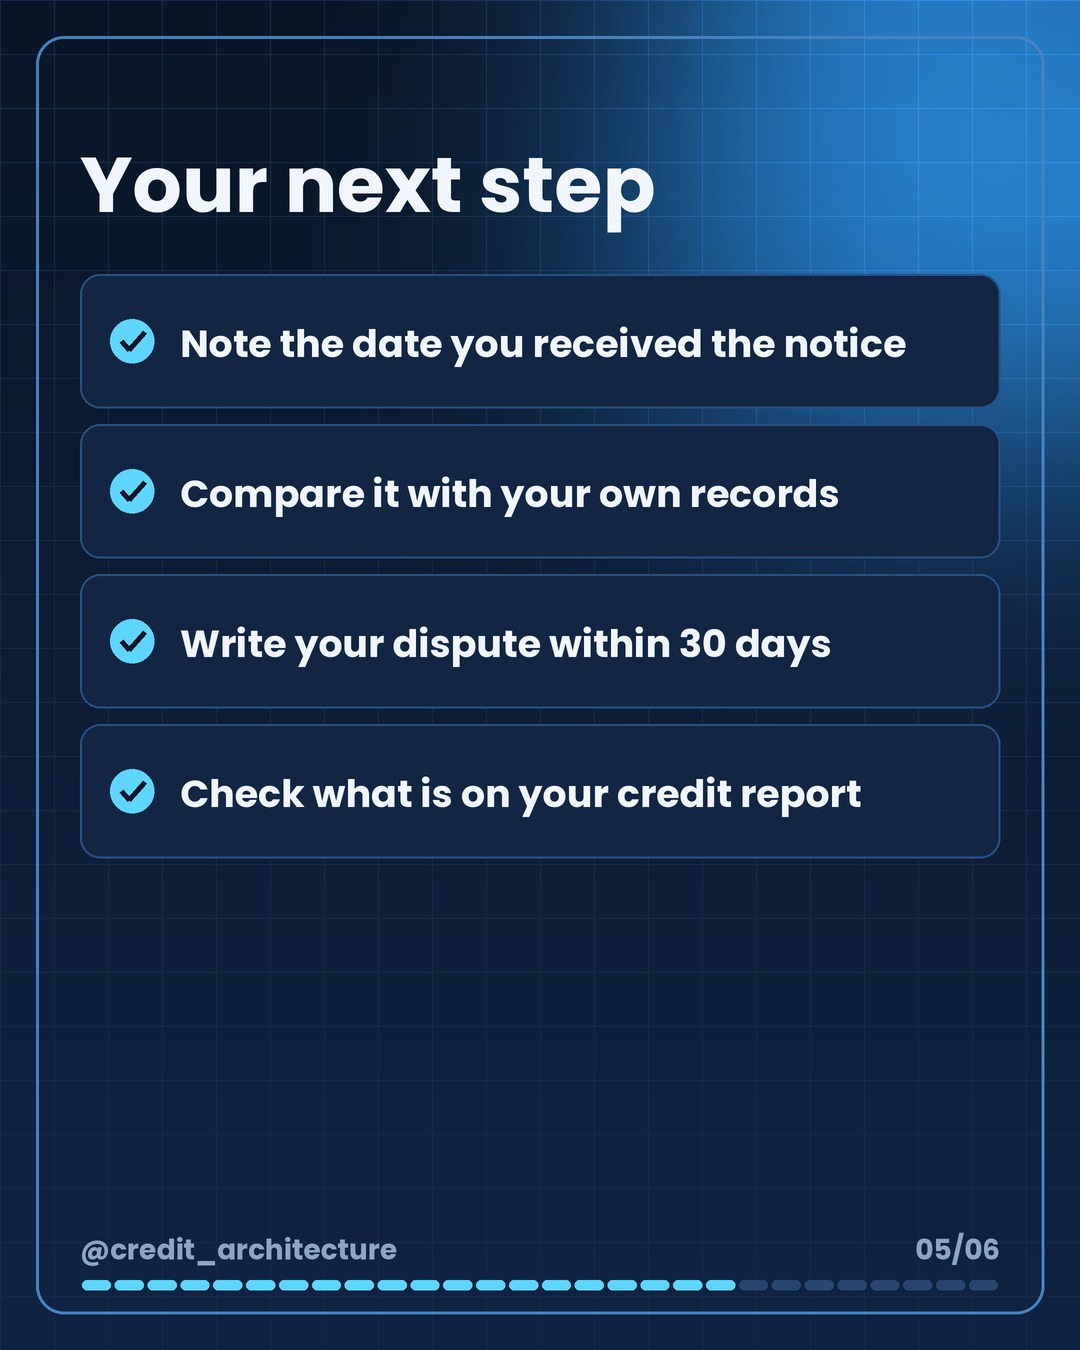 Your next step
Note the date you received the notice
Compare it with your own records
Write your dispute within 30 days
Check what is on your credit report
@credit_architecture
05/06